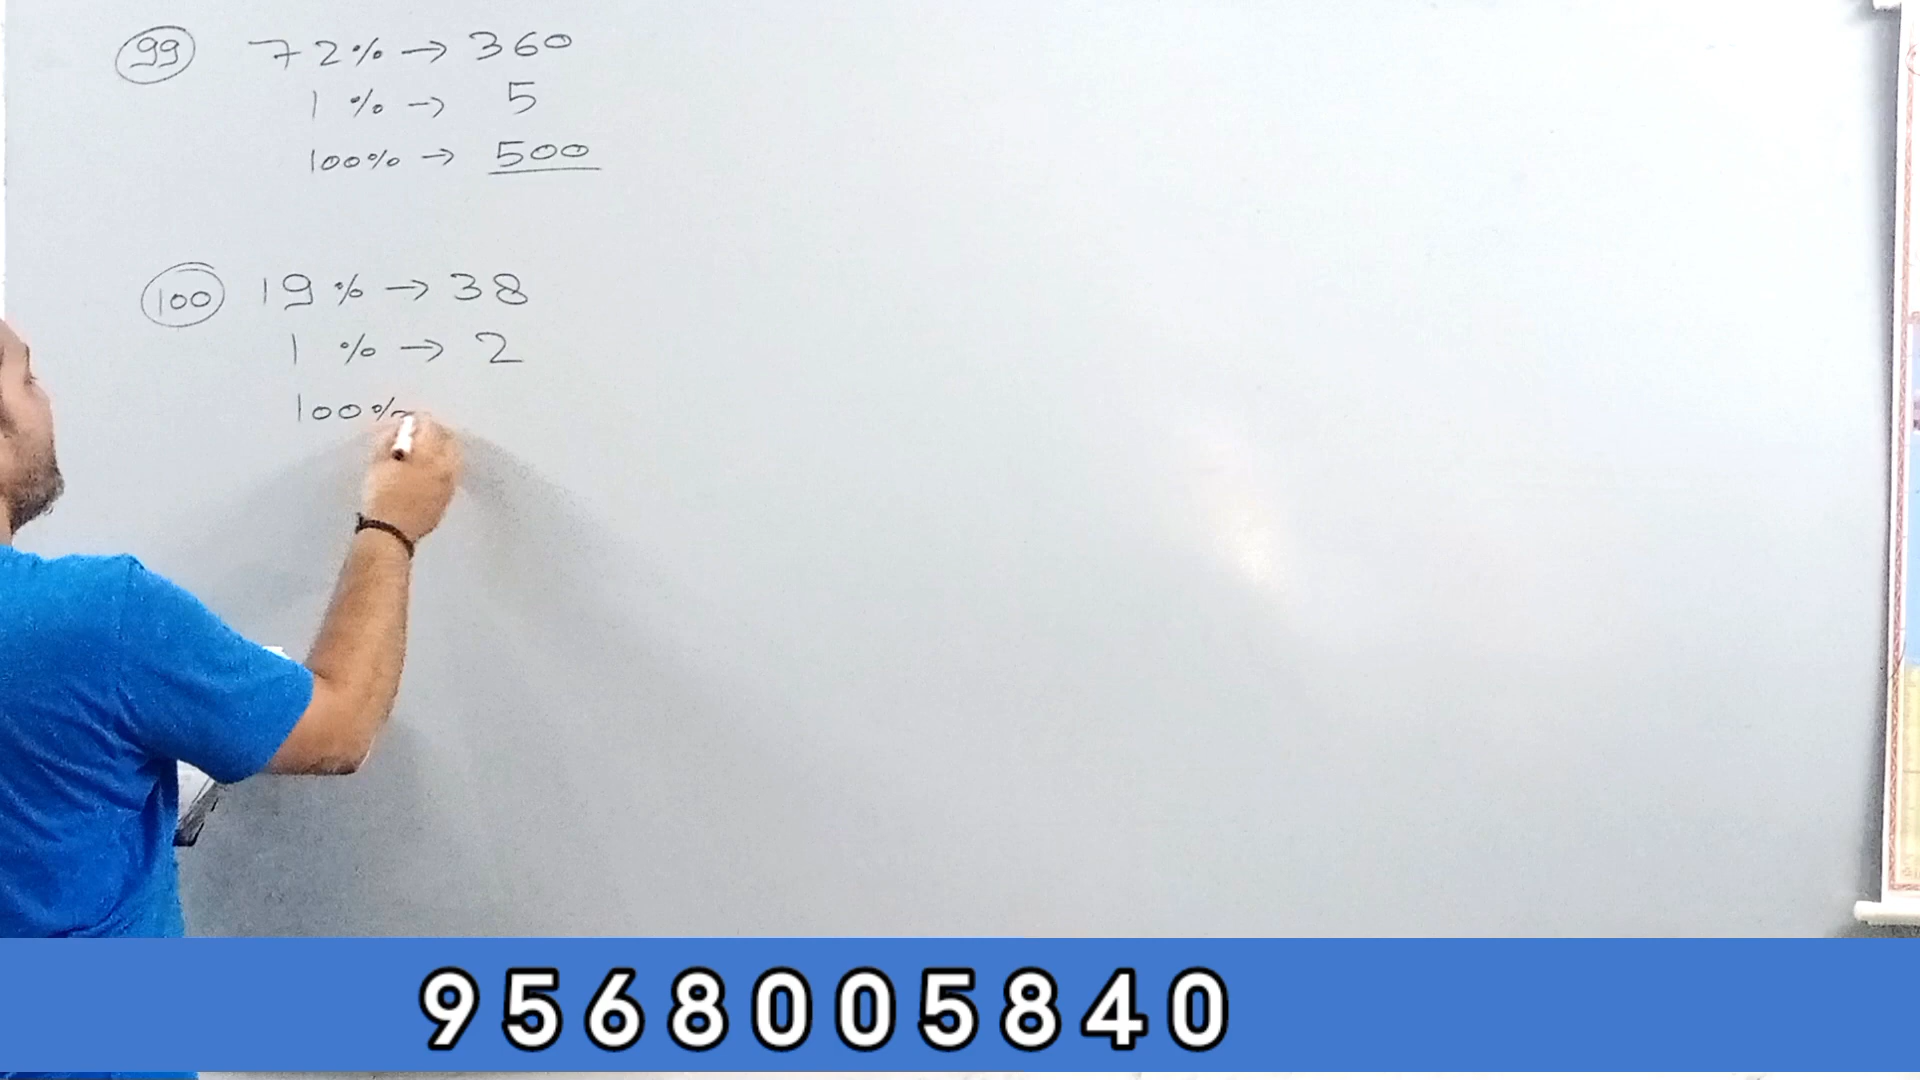 99 72% → 360
1% → 5
100% → 500
100 19% → 38
1% → 2
100%
9568005840